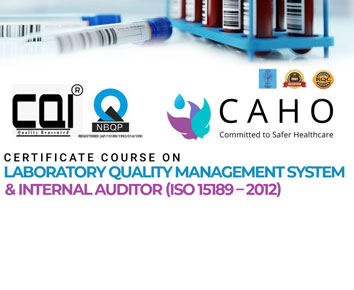 CQI®
Quality Reassured
NBQP
CAHO
Committed to Safer Healthcare
CERTIFICATE COURSE ON
LABORATORY QUALITY MANAGEMENT SYSTEM
& INTERNAL AUDITOR (ISO 15189 – 2012)